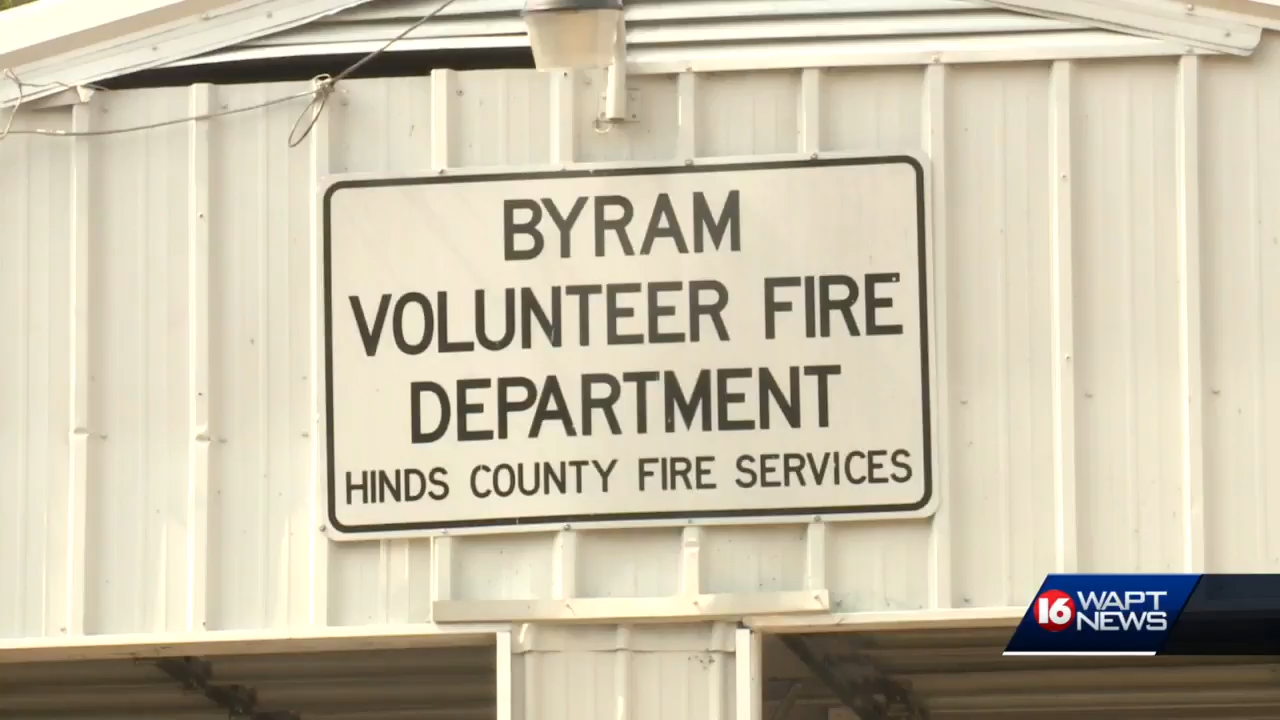 BYRAM
VOLUNTEER FIRE
DEPARTMENT
HINDS COUNTY FIRE SERVICES
16 WAPT
NEWS